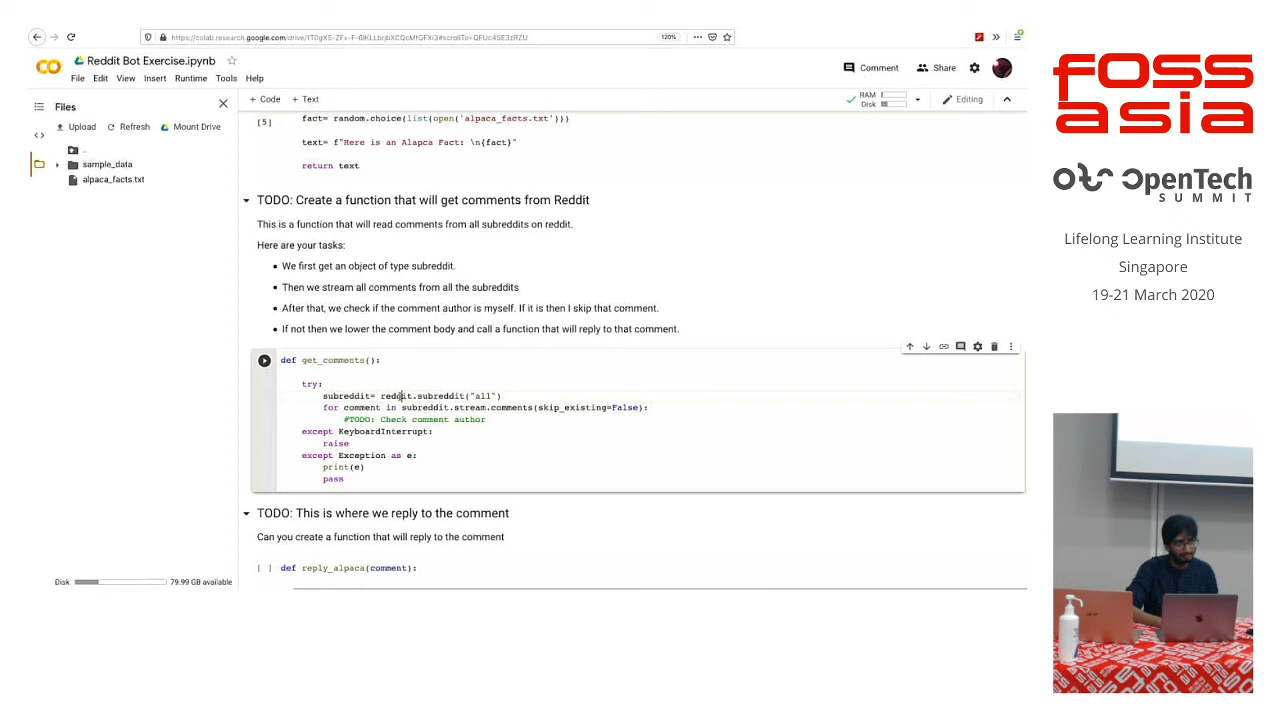 https://colab.research.google.com/drive/
120%
Reddit Bot Exercise.ipynb
File Edit View Insert Runtime Tools Help
Comment
Share
Files
Upload
Refresh
Mount Drive
..
sample_data
alpaca_facts.txt
Disk
79.99 GB available
+ Code + Text
RAM
Disk
Editing
[5]
fact= random.choice(list(open('alpaca_facts.txt')))
text= f"Here is an Alapca Fact: \n{fact}"
return text
TODO: Create a function that will get comments from Reddit
This is a function that will read comments from all subreddits on reddit.
Here are your tasks:
• We first get an object of type subreddit.
• Then we stream all comments from all the subreddits
• After that, we check if the comment author is myself. If it is then I skip that comment.
• If not then we lower the comment body and call a function that will reply to that comment.
def get_comments():
try:
subreddit= reddit.subreddit("all")
for comment in subreddit.stream.comments(skip_existing=False):
#TODO: Check comment author
except KeyboardInterrupt:
raise
except Exception as e:
print(e)
pass
TODO: This is where we reply to the comment
Can you create a function that will reply to the comment
[ ] def reply_alpaca(comment):
FOSS
asia
OpenTech
SUMMIT
Lifelong Learning Institute
Singapore
19-21 March 2020